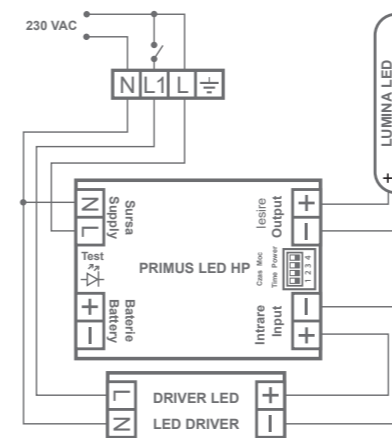 230 VAC
N L1 L
LUMINA LED
+
N
L
Sursa
Supply
Iesire
Output
+
−
Test
PRIMUS LED HP
Czas Moc
Time Power
1 2 3 4
+
−
Baterie
Battery
Intrare
Input
−
+
L
N
DRIVER LED
LED DRIVER
+
−